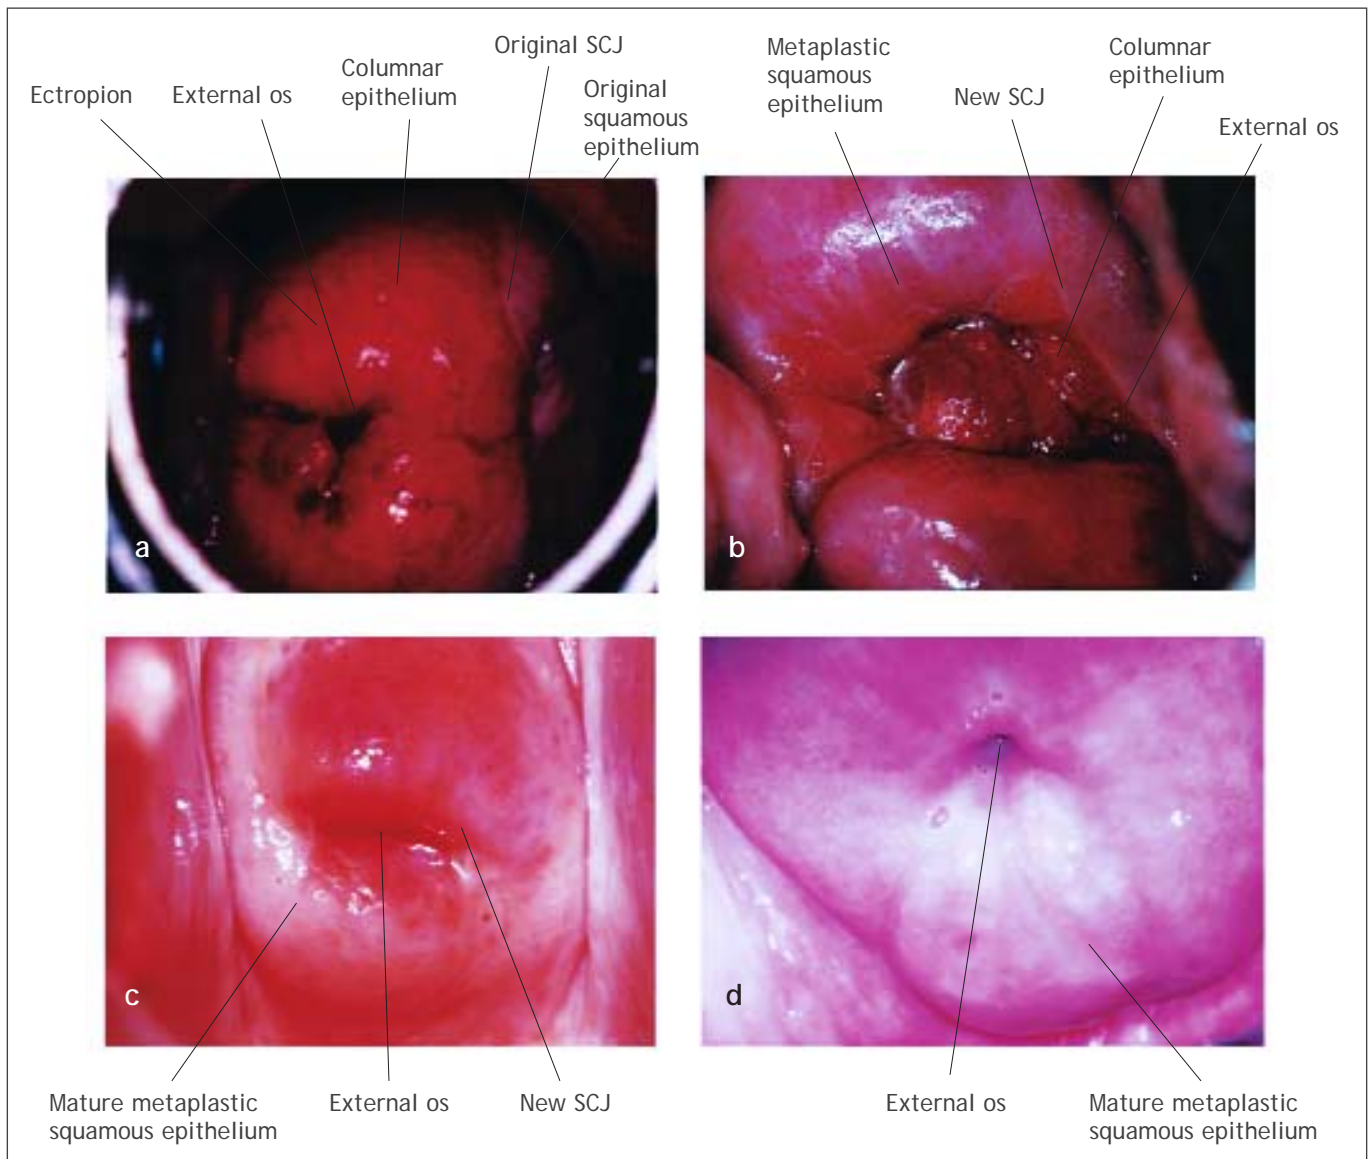 Original SCJ
Columnar
epithelium
Ectropion
External os
Original
squamous
epithelium
Metaplastic
squamous
epithelium
New SCJ
Columnar
epithelium
External os
a
b
c
d
Mature metaplastic
squamous epithelium
External os
New SCJ
External os
Mature metaplastic
squamous epithelium